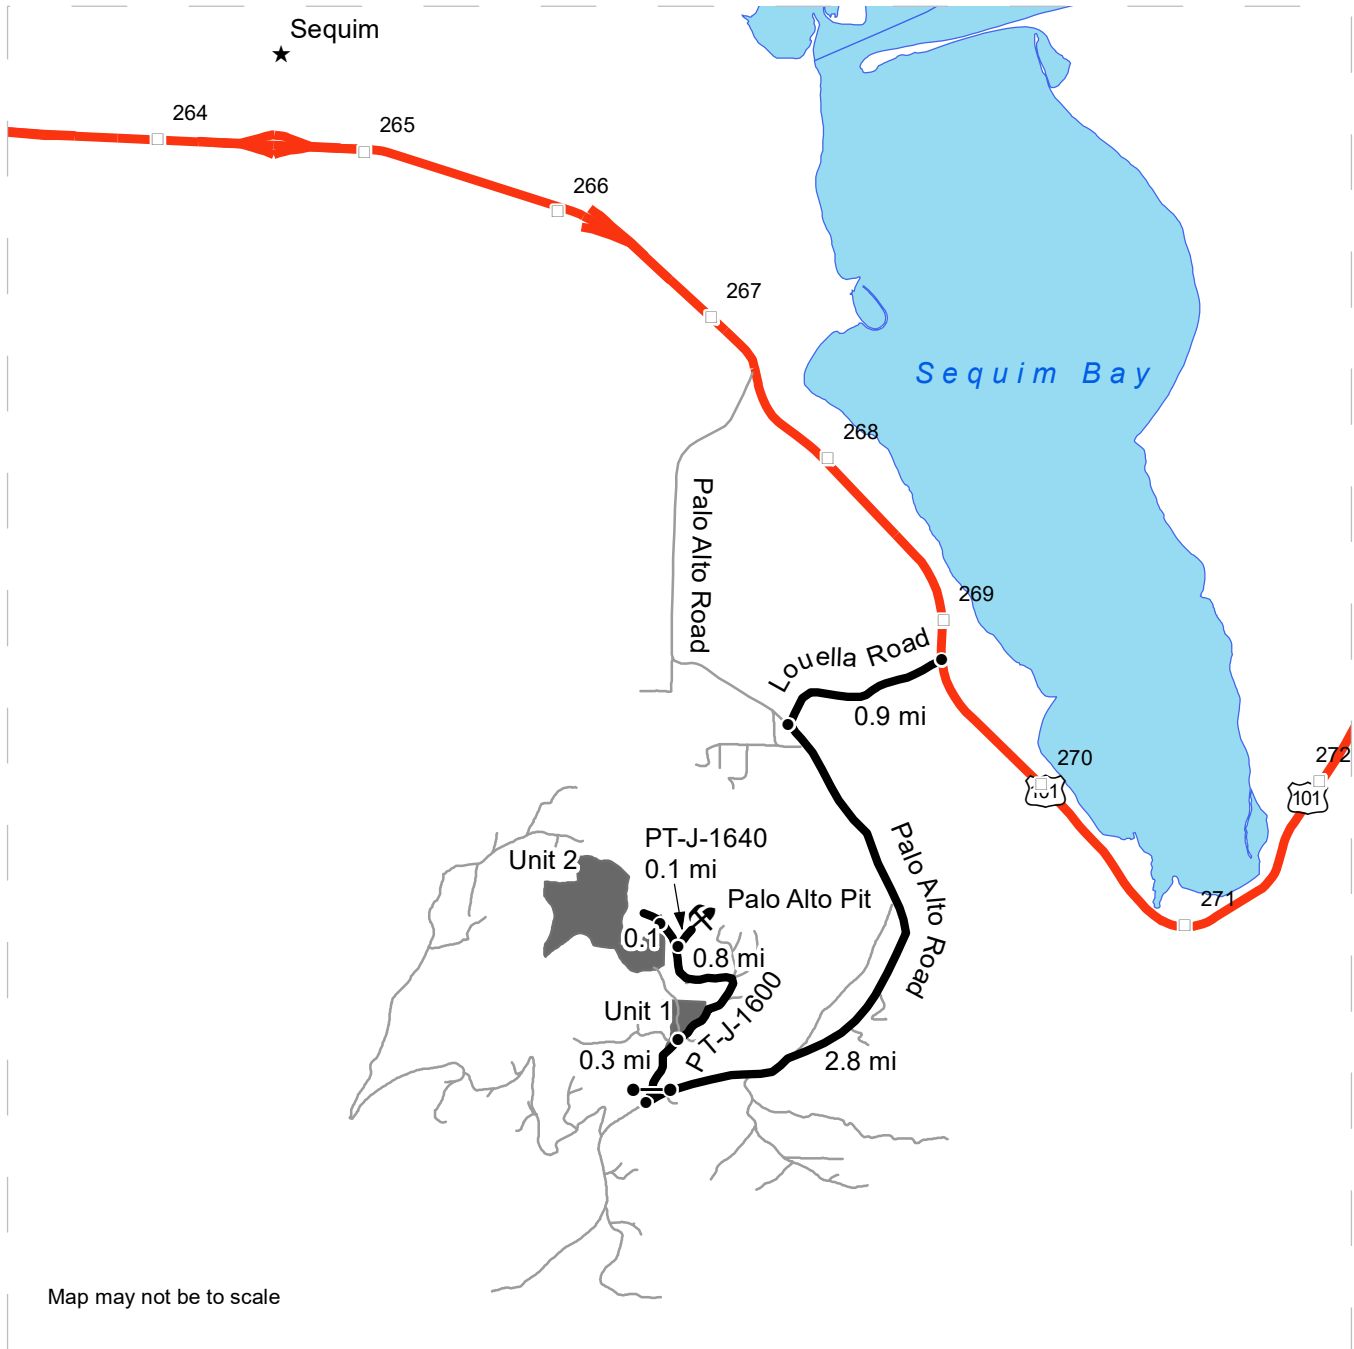 Sequim
264
265
266
267
Sequim Bay
268
Palo Alto Road
269
Louella Road
0.9 mi
270
101
272
101
PT-J-1640
0.1 mi
Unit 2
Palo Alto Pit
Palo Alto Road
271
0.1
0.8 mi
PT-J-1600
Unit 1
0.3 mi
2.8 mi
Map may not be to scale